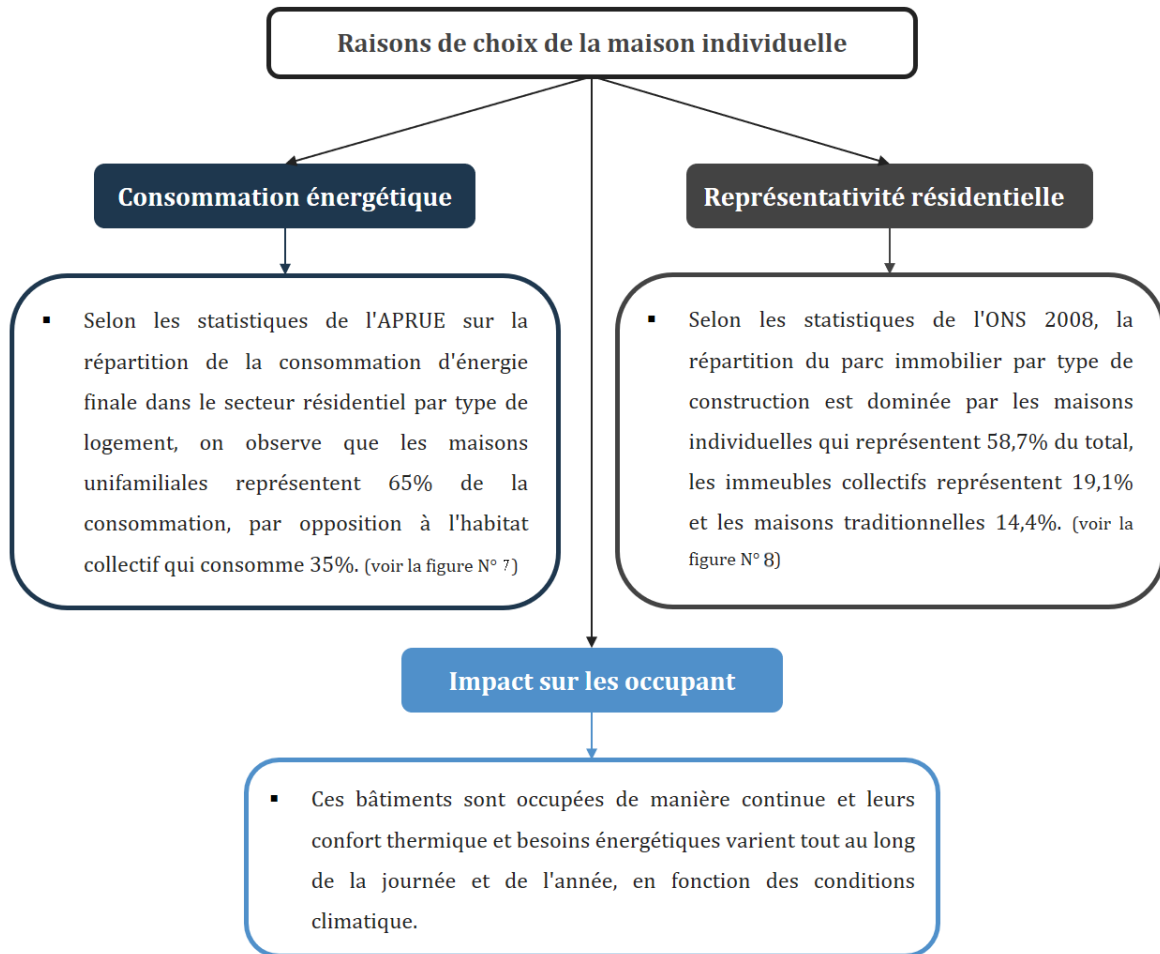 Raisons de choix de la maison individuelle
Consommation énergétique
▪ Selon les statistiques de l'APRUE sur la
répartition de la consommation d'énergie
finale dans le secteur résidentiel par type de
logement, on observe que les maisons
unifamiliales représentent 65% de la
consommation, par opposition à l'habitat
collectif qui consomme 35%. (voir la figure N° 7)
Représentativité résidentielle
▪ Selon les statistiques de l'ONS 2008, la
répartition du parc immobilier par type de
construction est dominée par les maisons
individuelles qui représentent 58,7% du total,
les immeubles collectifs représentent 19,1%
et les maisons traditionnelles 14,4%. (voir la
figure N° 8)
Impact sur les occupant
▪ Ces bâtiments sont occupées de manière continue et leurs
confort thermique et besoins énergétiques varient tout au long
de la journée et de l'année, en fonction des conditions
climatique.